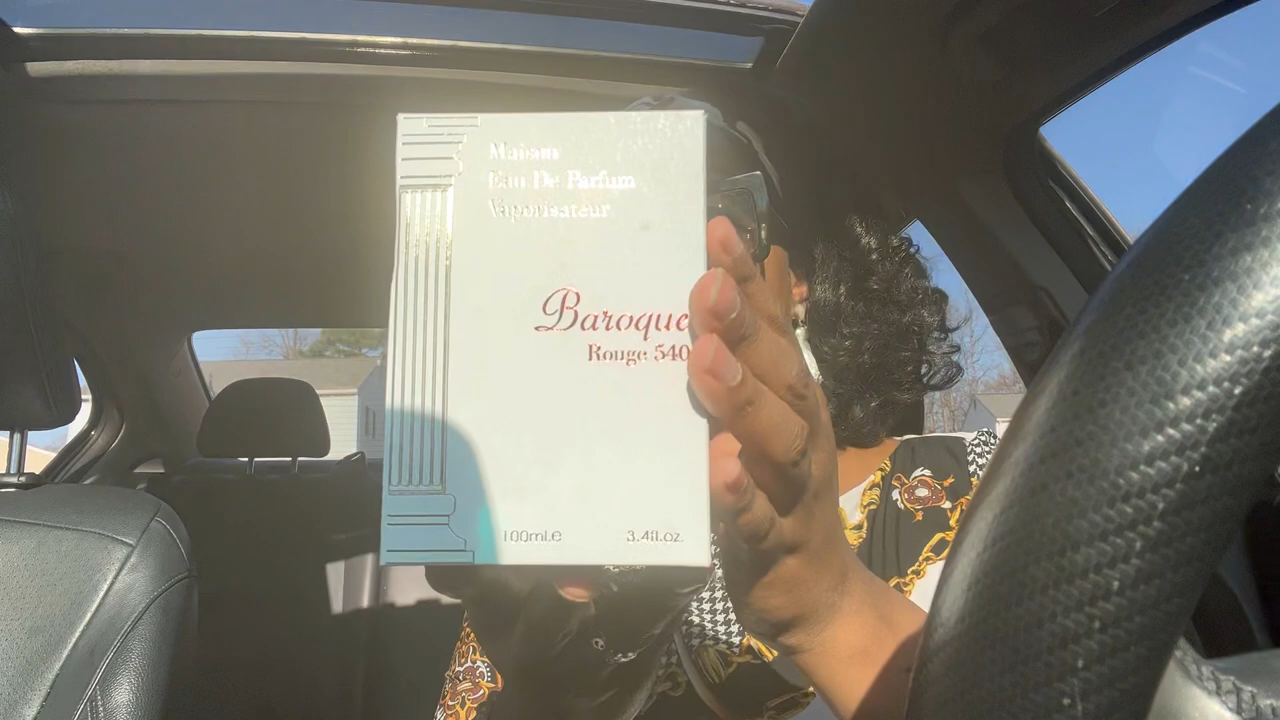 Maison
Eau De Parfum
Vaporisateur
Baroque
Rouge 540
100ml.e
3.4fl.oz.